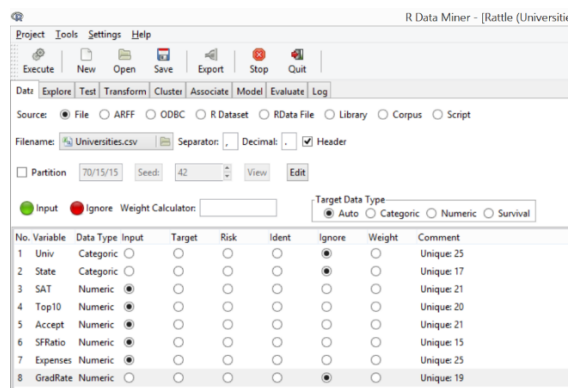 R Data Miner - [Rattle (Universitie
Project Tools Settings Help
Execute New Open Save Export Stop Quit
Data Explore Test Transform Cluster Associate Model Evaluate Log
Source: File ARFF ODBC R Dataset RData File Library Corpus Script
Filename: Universities.csv Separator: , Decimal: . Header
Partition 70/15/15 Seed: 42 View Edit
Target Data Type
Input Ignore Weight Calculator: Auto Categoric Numeric Survival
No. Variable Data Type Input Target Risk Ident Ignore Weight Comment
1 Univ Categoric Unique: 25
2 State Categoric Unique: 17
3 SAT Numeric Unique: 21
4 Top10 Numeric Unique: 20
5 Accept Numeric Unique: 21
6 SFRatio Numeric Unique: 15
7 Expenses Numeric Unique: 25
8 GradRate Numeric Unique: 19